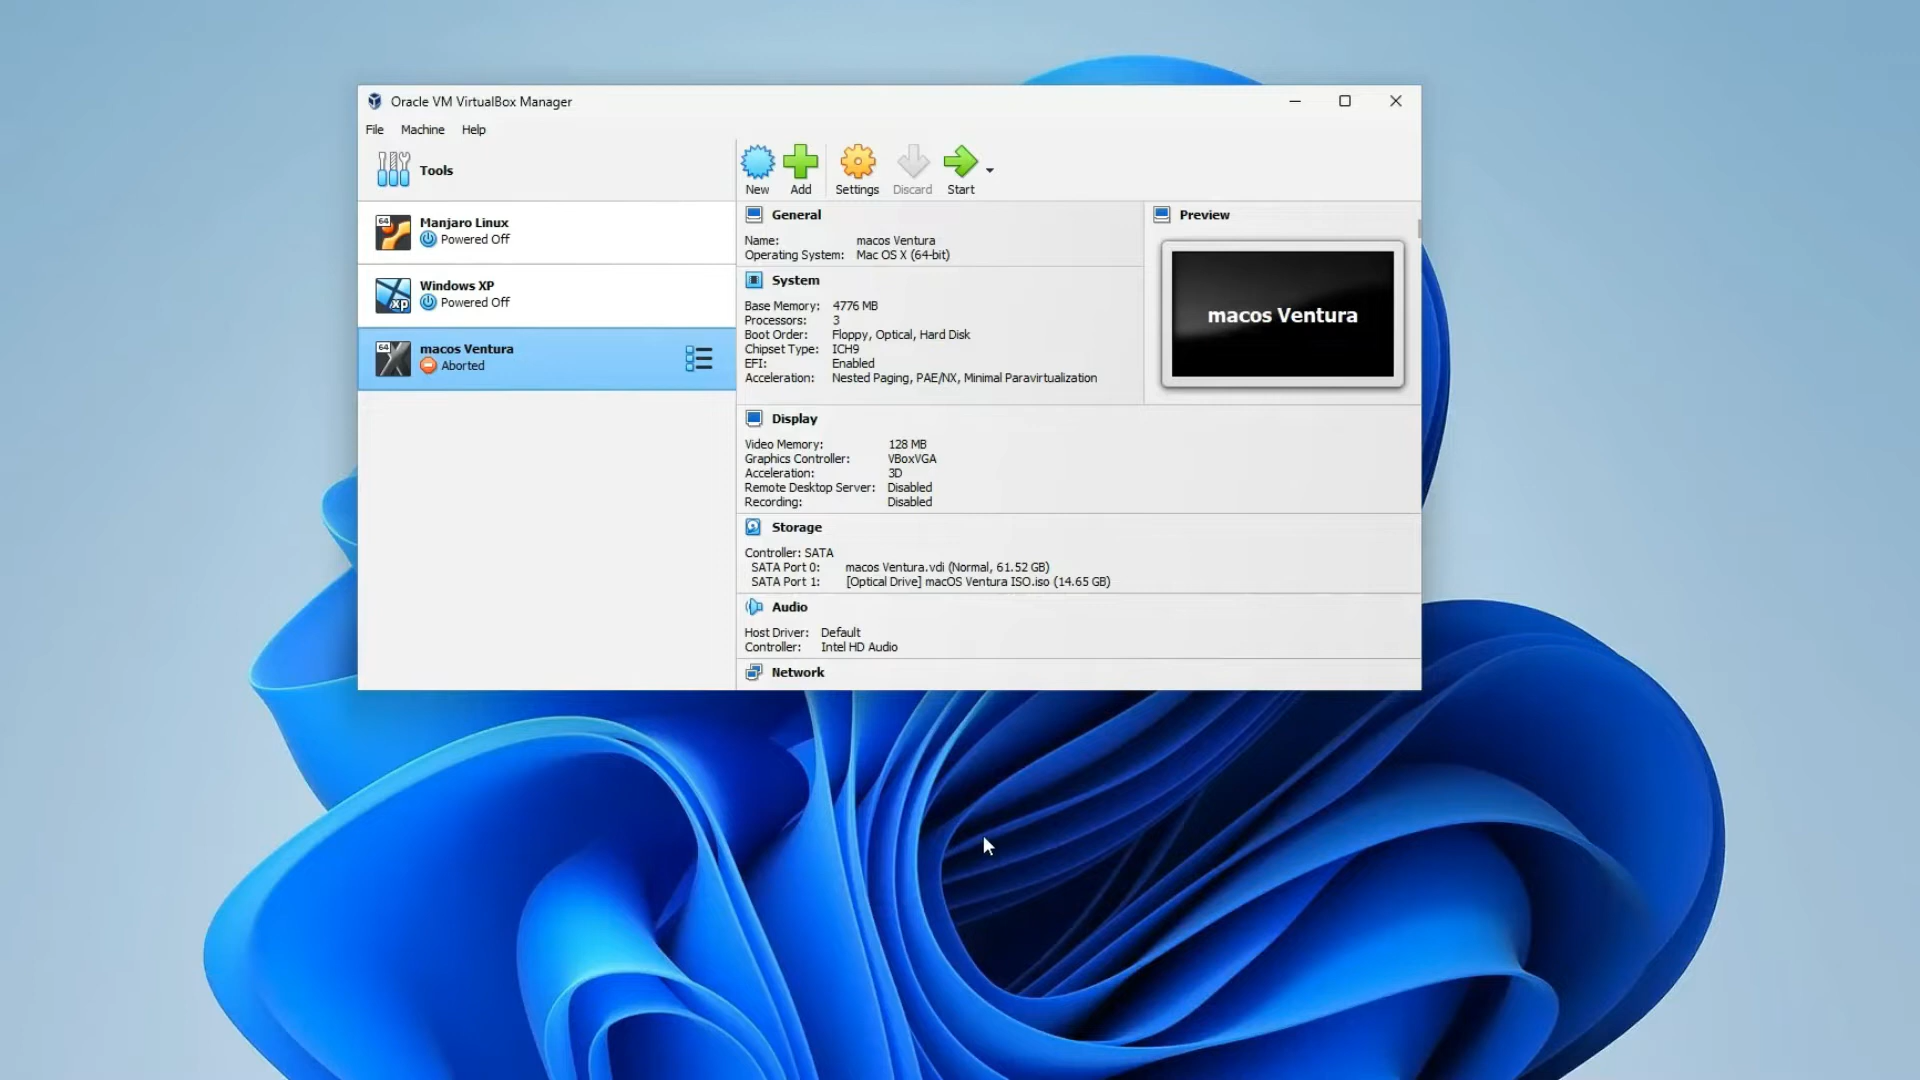 Oracle VM VirtualBox Manager
File Machine Help
Tools
New Add Settings Discard Start
64
Manjaro Linux
Powered Off
XP
Windows XP
Powered Off
64
macos Ventura
Aborted
General
Name: macos Ventura
Operating System: Mac OS X (64-bit)
System
Base Memory: 4776 MB
Processors: 3
Boot Order: Floppy, Optical, Hard Disk
Chipset Type: ICH9
EFI: Enabled
Acceleration: Nested Paging, PAE/NX, Minimal Paravirtualization
Preview
macos Ventura
Display
Video Memory: 128 MB
Graphics Controller: VBoxVGA
Acceleration: 3D
Remote Desktop Server: Disabled
Recording: Disabled
Storage
Controller: SATA
SATA Port 0: macos Ventura.vdi (Normal, 61.52 GB)
SATA Port 1: [Optical Drive] macOS Ventura ISO.iso (14.65 GB)
Audio
Host Driver: Default
Controller: Intel HD Audio
Network